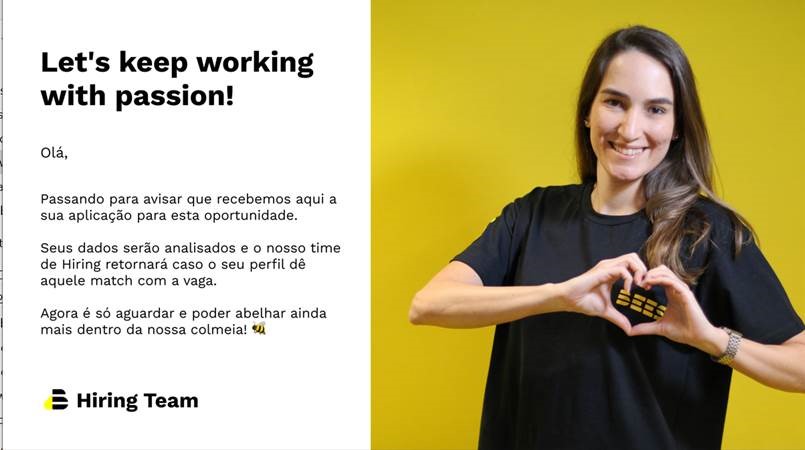 Let's keep working
with passion!
Olá,
Passando para avisar que recebemos aqui a
sua aplicação para esta oportunidade.
Seus dados serão analisados e o nosso time
de Hiring retornará caso o seu perfil dê
aquele match com a vaga.
Agora é só aguardar e poder abelhar ainda
mais dentro da nossa colmeia! 🐝
Hiring Team
BEES